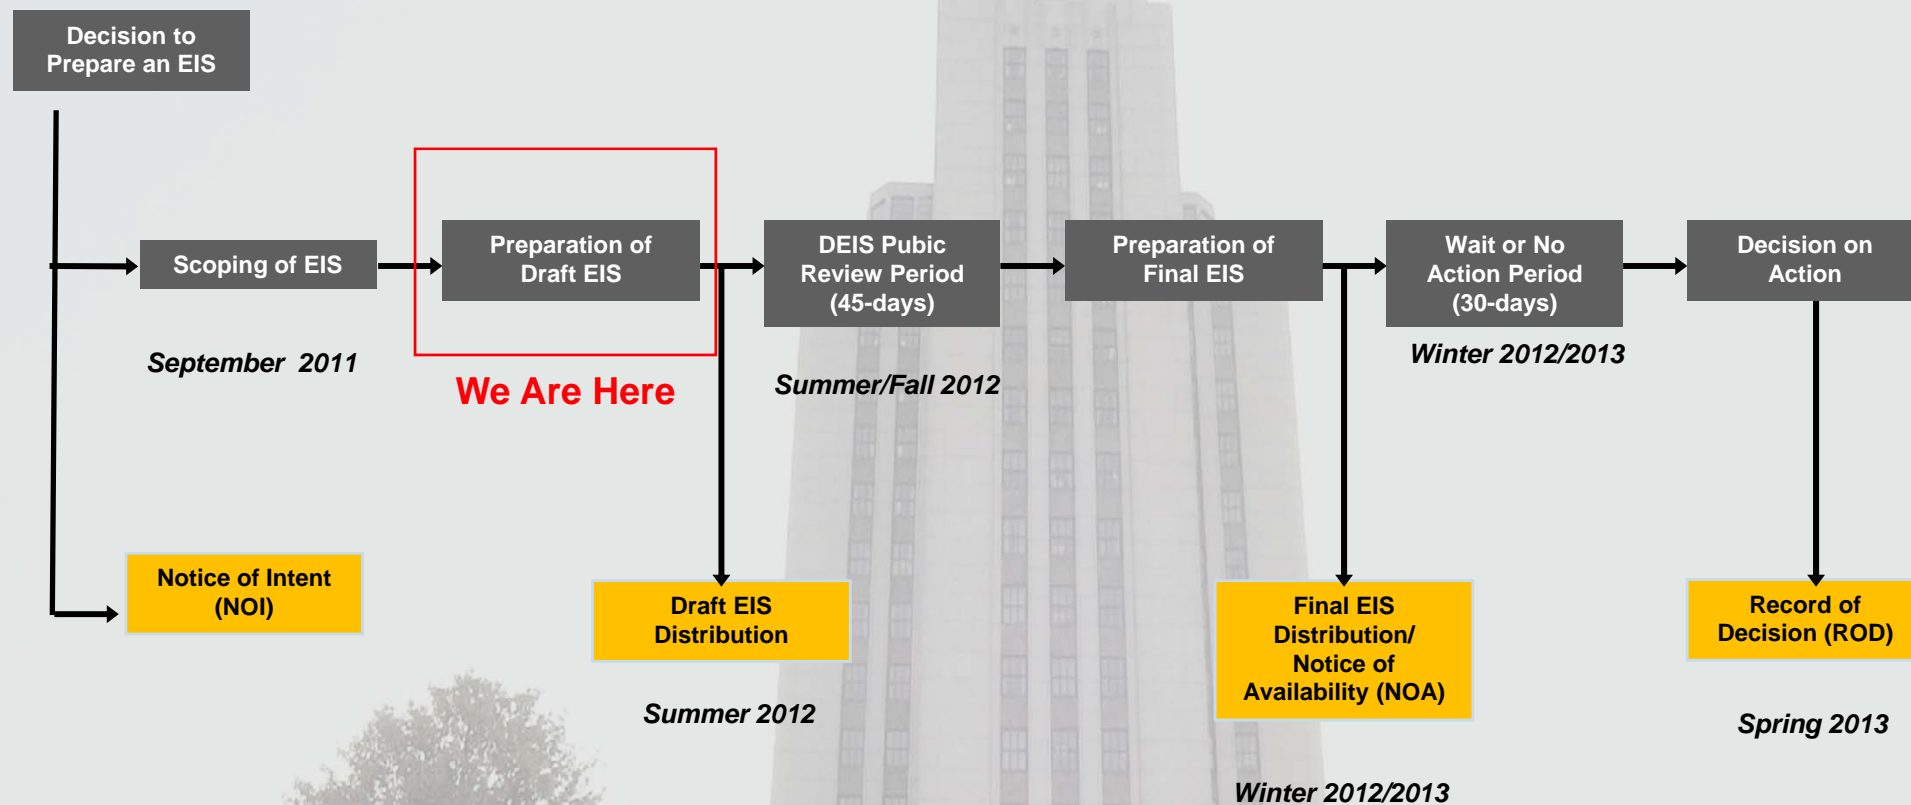 Decision to
Prepare an EIS
Scoping of EIS
September 2011
Preparation of
Draft EIS
We Are Here
DEIS Pubic
Review Period
(45-days)
Summer/Fall 2012
Preparation of
Final EIS
Wait or No
Action Period
(30-days)
Winter 2012/2013
Decision on
Action
Notice of Intent
(NOI)
Draft EIS
Distribution
Summer 2012
Final EIS
Distribution/
Notice of
Availability (NOA)
Winter 2012/2013
Record of
Decision (ROD)
Spring 2013